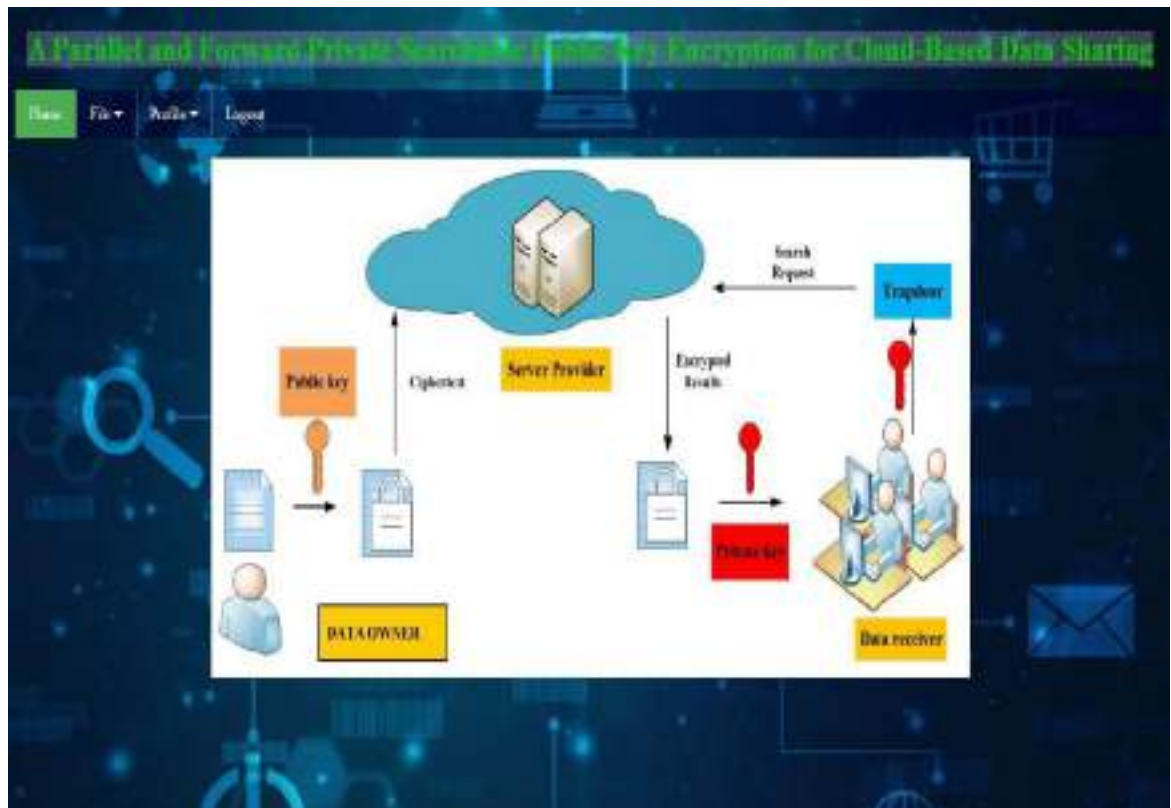 A Parallel and Forward Private Searchable Public-Key Encryption for Cloud-Based Data Sharing
Home File Profile Logout
Search
Request
Trapdoor
Public key
Ciphertext
Server Provider
Encrypted
Results
Private key
DATA OWNER
Data receiver